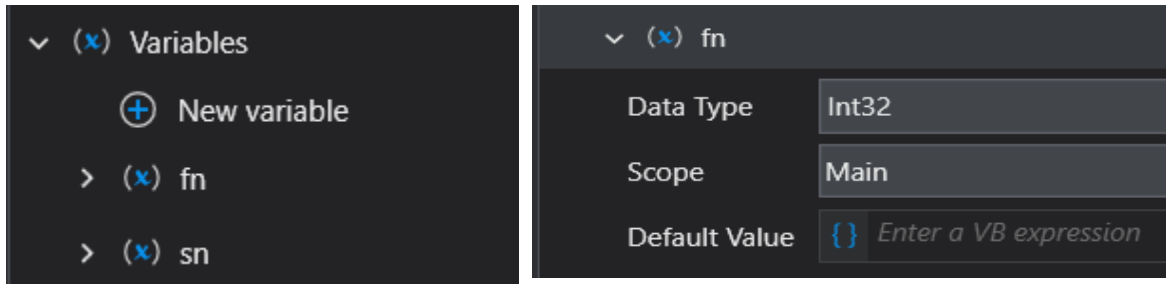 (x) Variables
New variable
(x) fn
(x) sn
(x) fn
Data Type Int32
Scope Main
Default Value {} Enter a VB expression